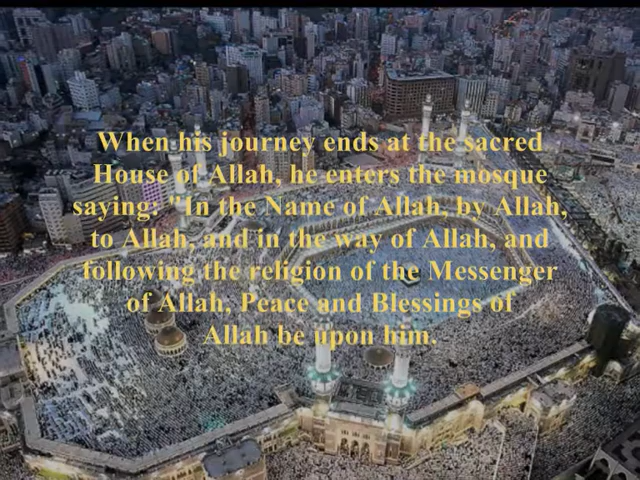 When his journey ends at the sacred
House of Allah, he enters the mosque
saying: "In the Name of Allah, by Allah,
to Allah, and in the way of Allah, and
following the religion of the Messenger
of Allah, Peace and Blessings of
Allah be upon him.